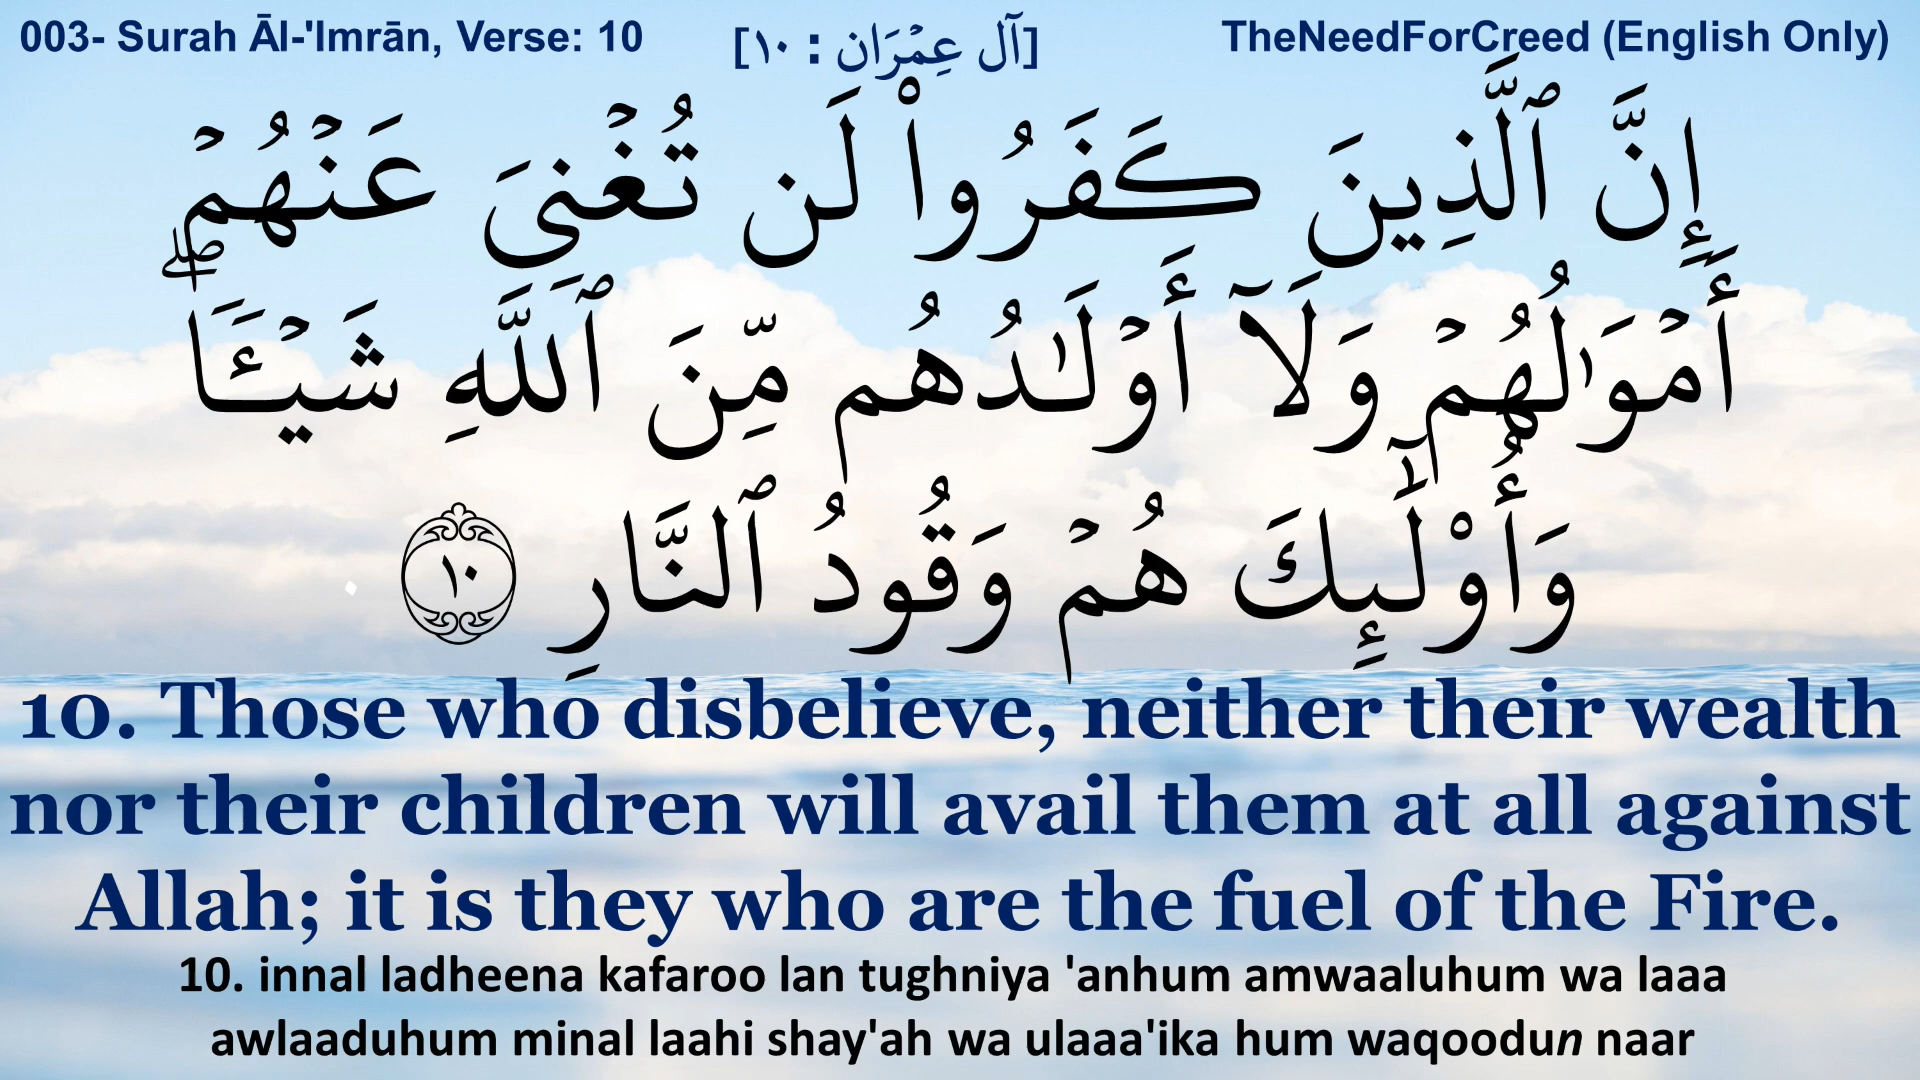 003- Surah Āl-'Imrān, Verse: 10
[آل عِمْرَان : ١٠]
TheNeedForCreed (English Only)
إِنَّ ٱلَّذِينَ كَفَرُوا۟ لَن تُغْنِىَ عَنْهُمْ
أَمْوَٰلُهُمْ وَلَآ أَوْلَـٰدُهُم مِّنَ ٱللَّهِ شَيْـًٔا ۖ
وَأُو۟لَـٰٓئِكَ هُمْ وَقُودُ ٱلنَّارِ ١٠
10. Those who disbelieve, neither their wealth
nor their children will avail them at all against
Allah; it is they who are the fuel of the Fire.
10. innal ladheena kafaroo lan tughniya 'anhum amwaaluhum wa laaa
awlaaduhum minal laahi shay'ah wa ulaaa'ika hum waqoodun naar